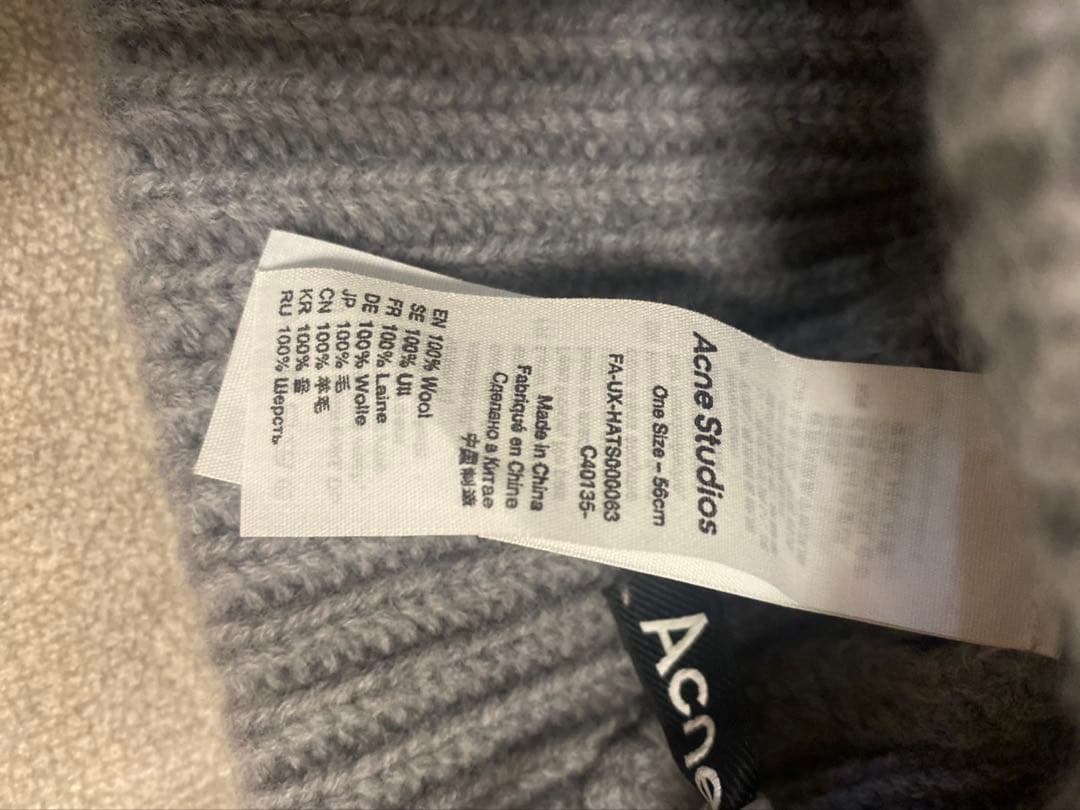 Acne Studios
One Size – 56cm
FA-UX-HATS000063
C40135-
Made in China
Fabriqué en Chine
Сделано в Китае
中國制造
EN 100% Wool
SE 100% Ull
FR 100% Laine
DE 100% Wolle
JP 100% 毛
CN 100% 羊毛
KR 100% 울
RU 100% Шерсть
Acne